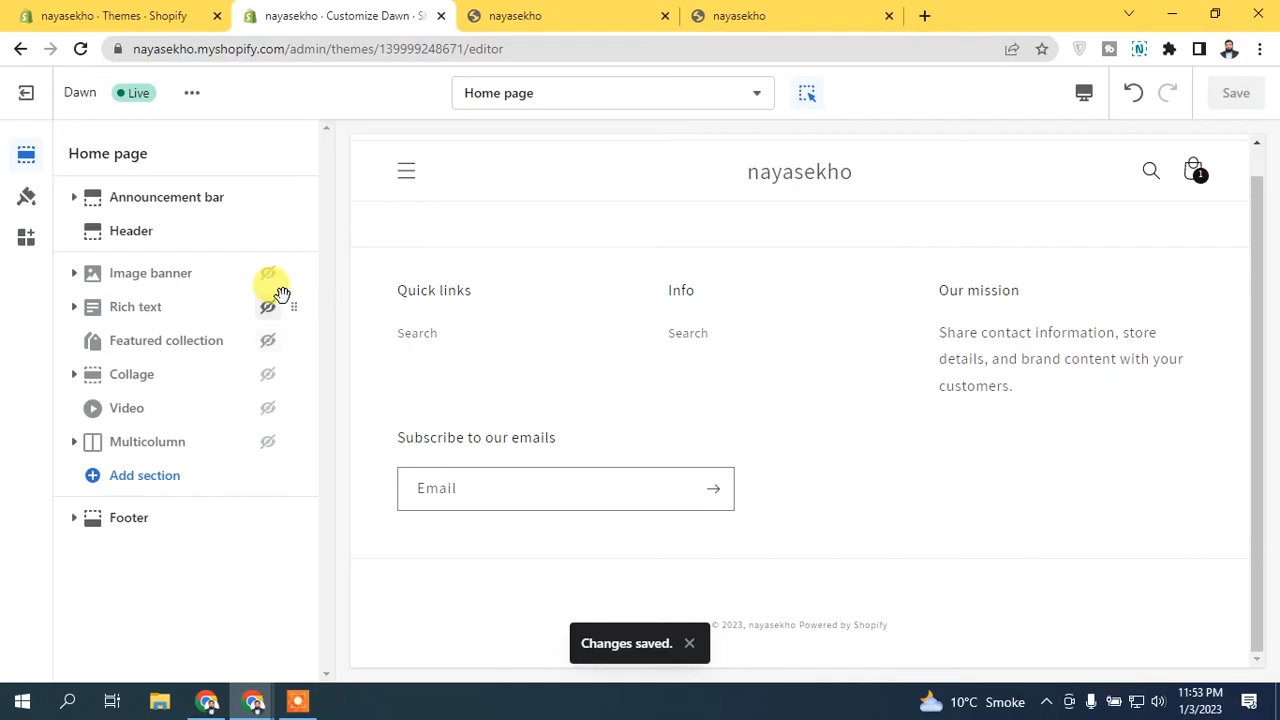 nayasekho · Themes · Shopify
nayasekho · Customize Dawn · Sh
nayasekho
nayasekho
nayasekho.myshopify.com/admin/themes/139999248671/editor
Dawn
Live
Home page
Save
Home page
Announcement bar
Header
Image banner
Rich text
Featured collection
Collage
Video
Multicolumn
Add section
Footer
nayasekho
1
Quick links
Info
Our mission
Search
Search
Share contact information, store
details, and brand content with your
customers.
Subscribe to our emails
Email
© 2023, nayasekho Powered by Shopify
Changes saved.
10°C Smoke
11:53 PM
1/3/2023